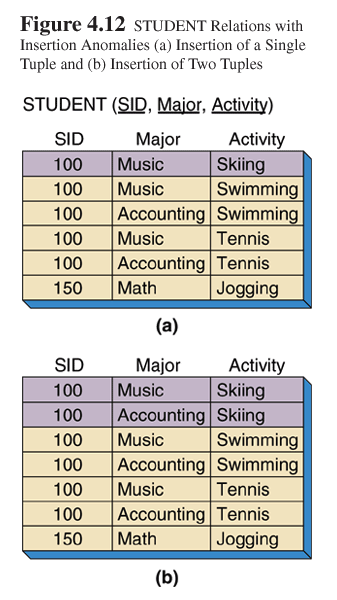 Figure 4.12 STUDENT Relations with
Insertion Anomalies (a) Insertion of a Single
Tuple and (b) Insertion of Two Tuples
STUDENT (SID, Major, Activity)
SID Major Activity
100 Music Skiing
100 Music Swimming
100 Accounting Swimming
100 Music Tennis
100 Accounting Tennis
150 Math Jogging
(a)
SID Major Activity
100 Music Skiing
100 Accounting Skiing
100 Music Swimming
100 Accounting Swimming
100 Music Tennis
100 Accounting Tennis
150 Math Jogging
(b)